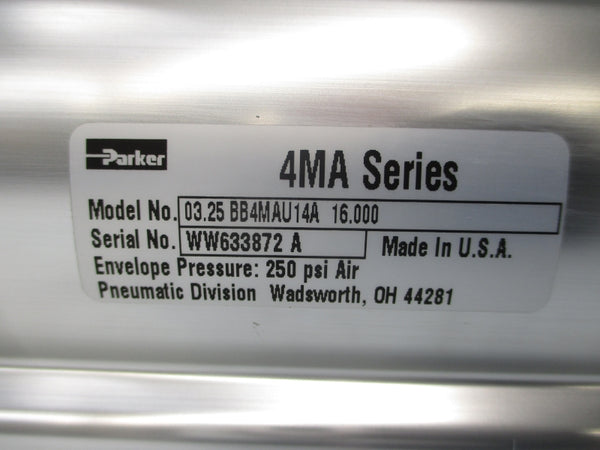 Parker
4MA Series
Model No. 03.25 BB4MAU14A 16.000
Serial No. WW633872 A Made In U.S.A.
Envelope Pressure: 250 psi Air
Pneumatic Division Wadsworth, OH 44281